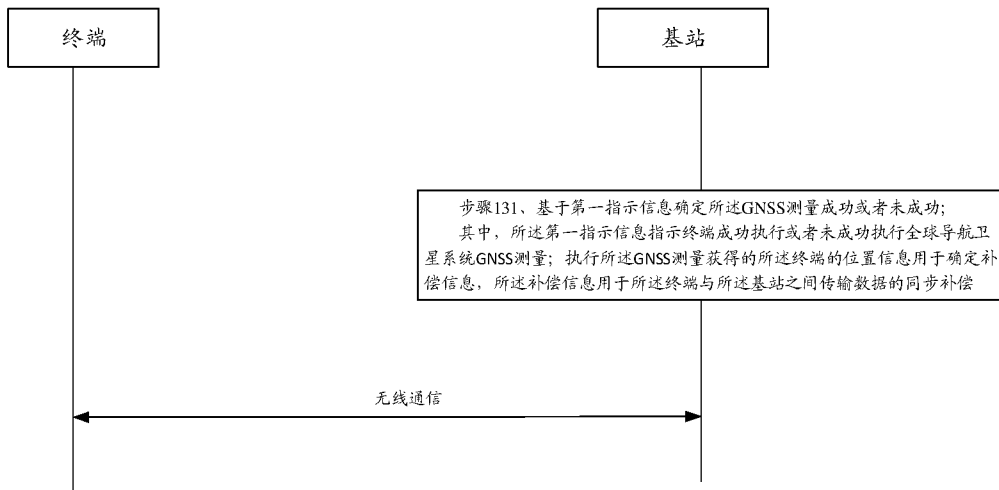 终端
基站
步骤131、基于第一指示信息确定所述GNSS测量成功或者未成功；
其中，所述第一指示信息指示终端成功执行或者未成功执行全球导航卫
星系统GNSS测量；执行所述GNSS测量获得的所述终端的位置信息用于确定补
偿信息，所述补偿信息用于所述终端与所述基站之间传输数据的同步补偿
无线通信